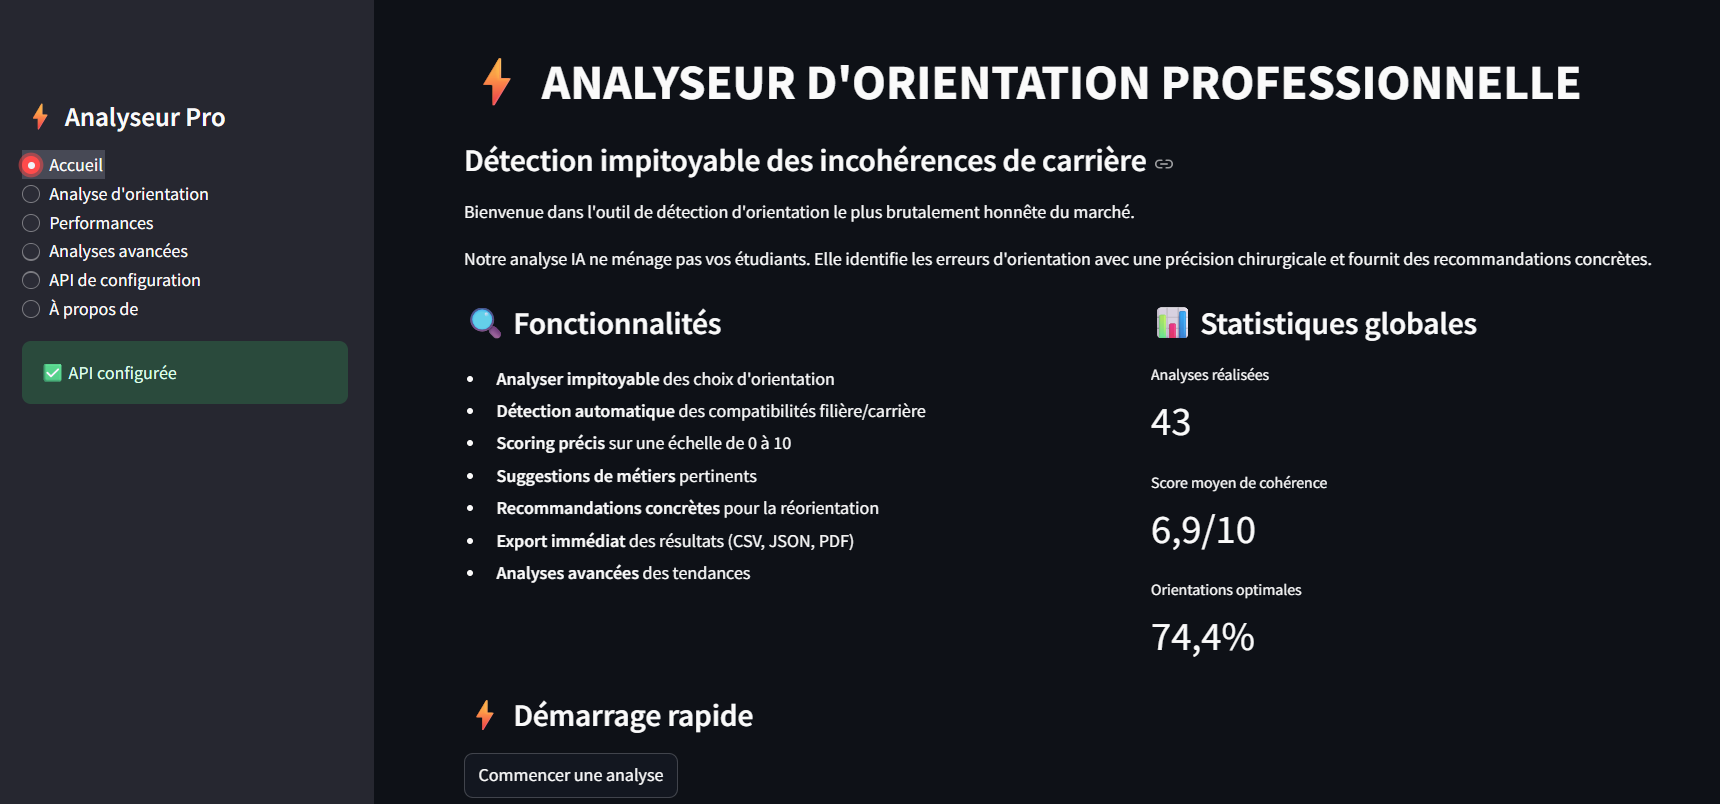 Analyseur Pro
Accueil
Analyse d'orientation
Performances
Analyses avancées
API de configuration
À propos de
API configurée
ANALYSEUR D'ORIENTATION PROFESSIONNELLE
Détection impitoyable des incohérences de carrière
Bienvenue dans l'outil de détection d'orientation le plus brutalement honnête du marché.
Notre analyse IA ne ménage pas vos étudiants. Elle identifie les erreurs d'orientation avec une précision chirurgicale et fournit des recommandations concrètes.
Fonctionnalités
Analyser impitoyable des choix d'orientation
Détection automatique des compatibilités filière/carrière
Scoring précis sur une échelle de 0 à 10
Suggestions de métiers pertinents
Recommandations concrètes pour la réorientation
Export immédiat des résultats (CSV, JSON, PDF)
Analyses avancées des tendances
Statistiques globales
Analyses réalisées
43
Score moyen de cohérence
6,9/10
Orientations optimales
74,4%
Démarrage rapide
Commencer une analyse